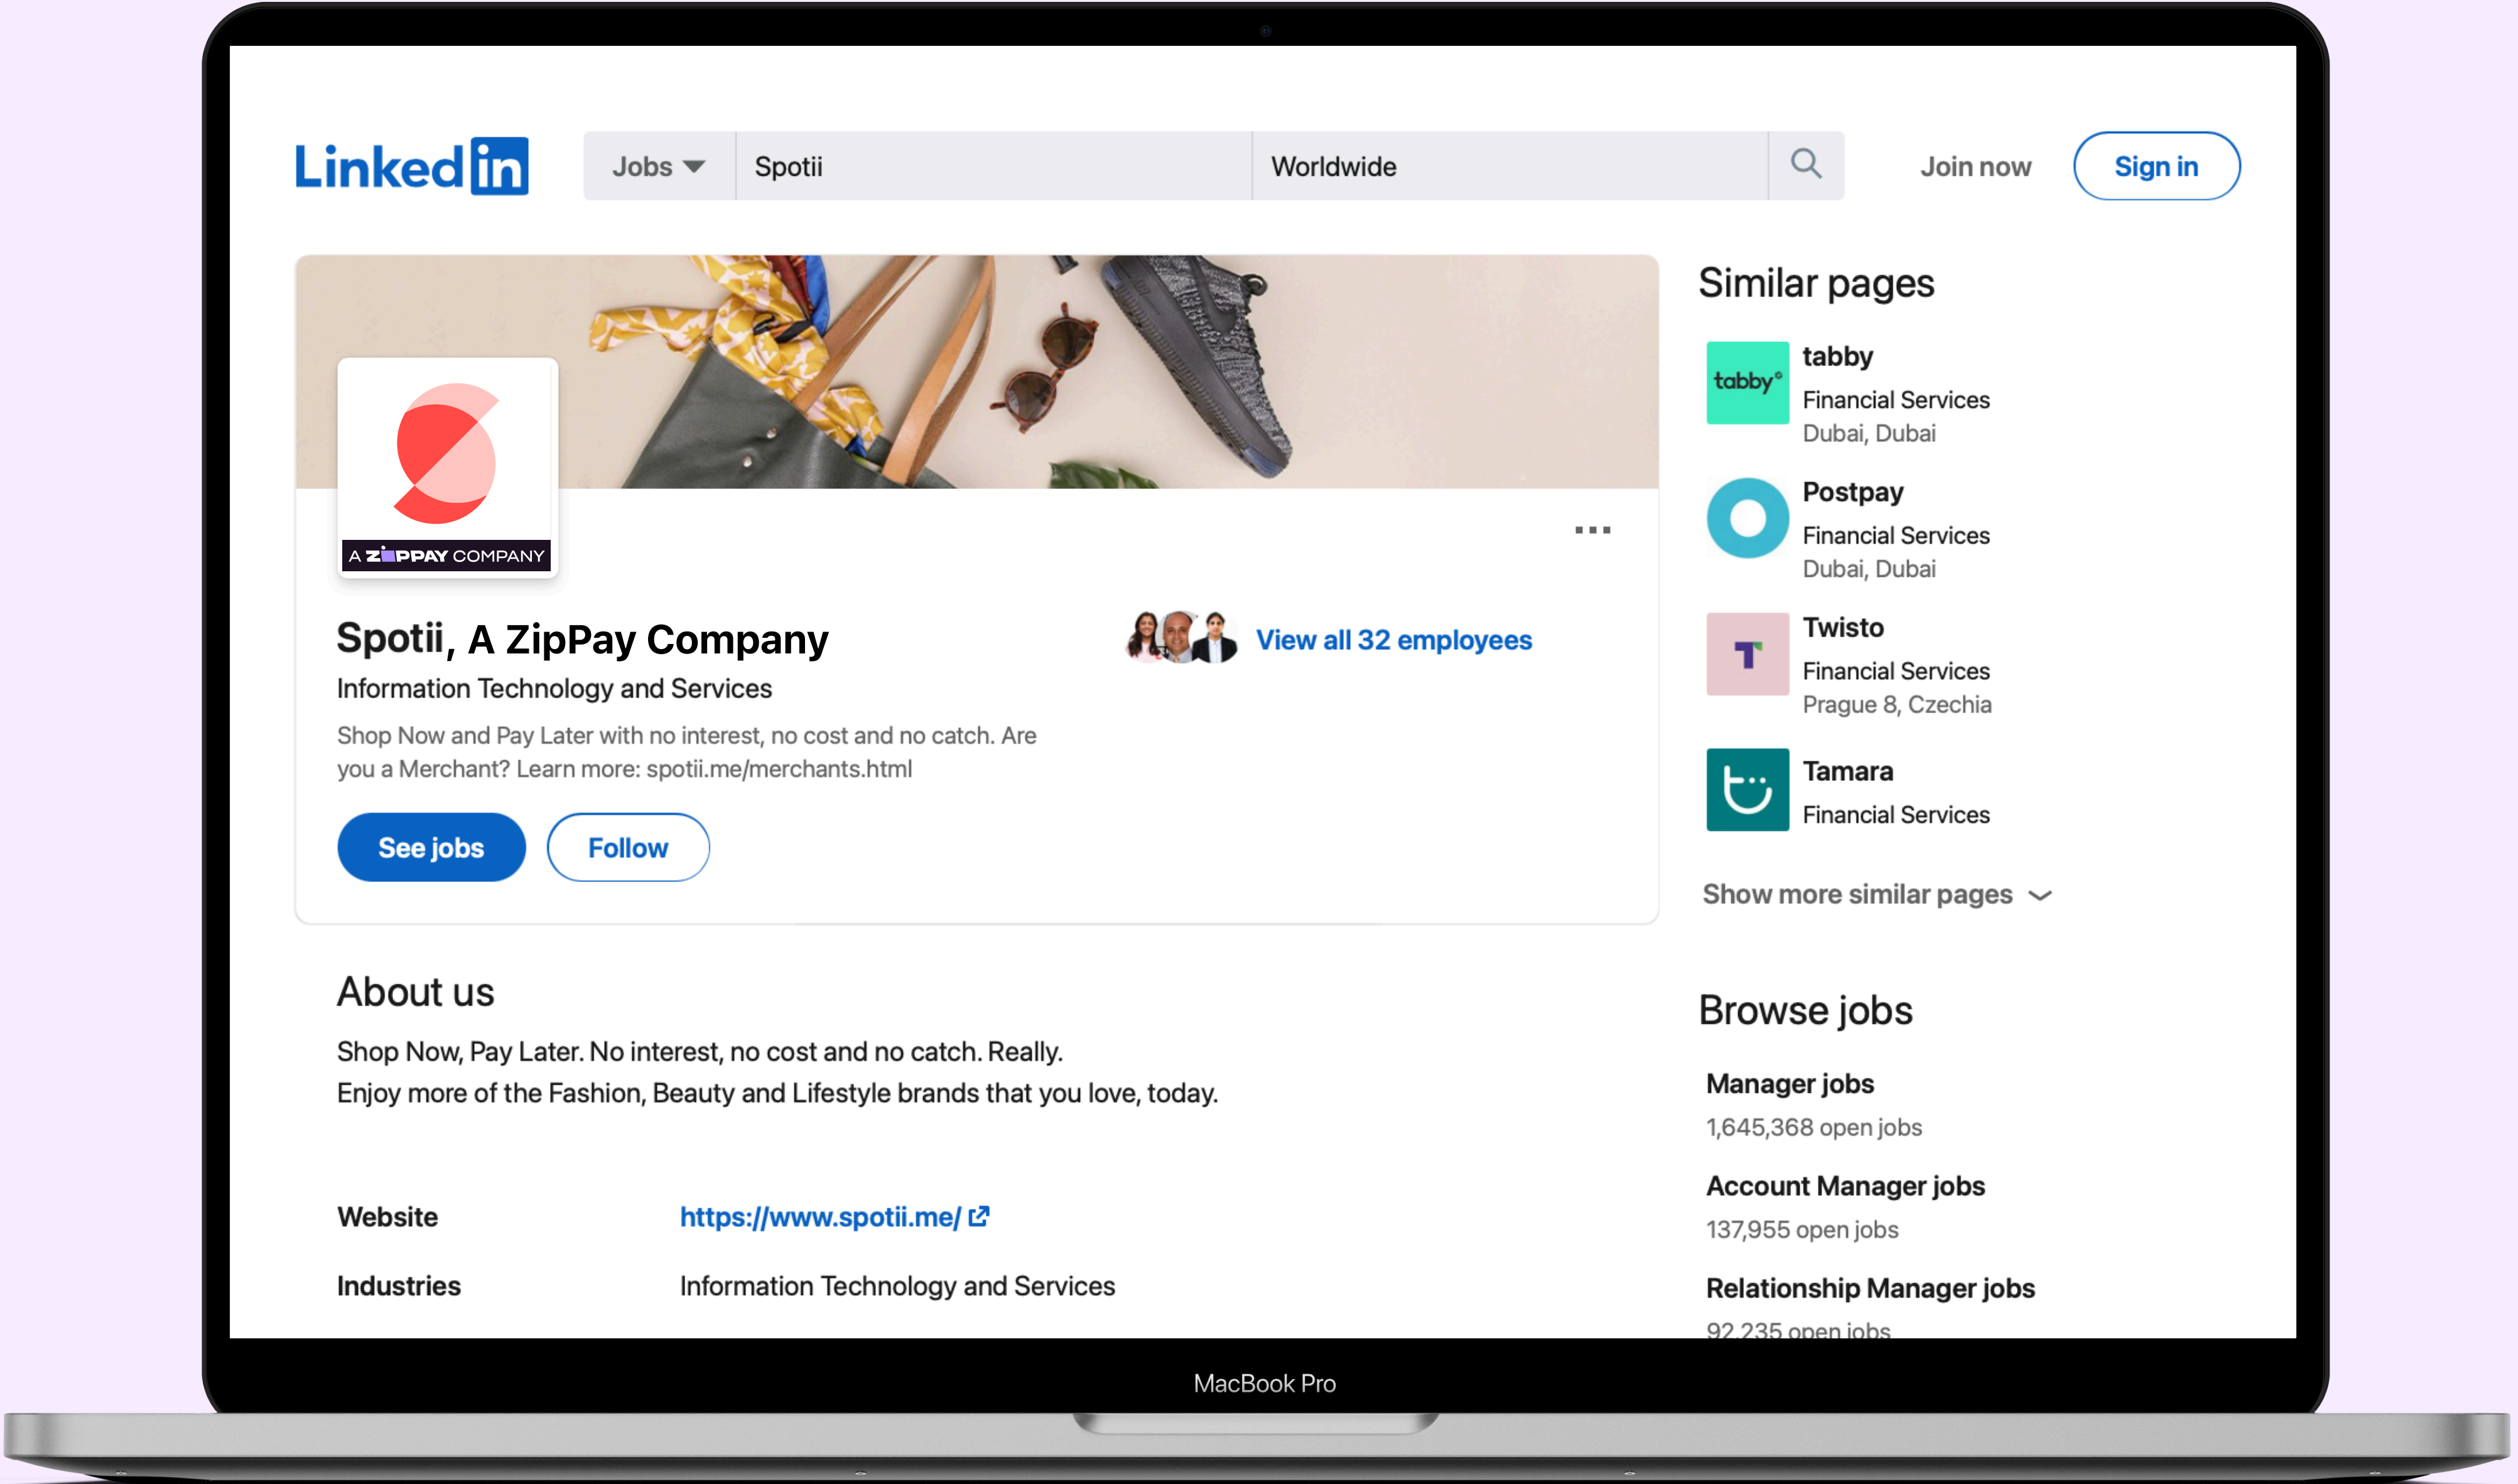 LinkedIn
Jobs
Spotii
Worldwide
Join now
Sign in
A ZIPPAY COMPANY
Spotii, A ZipPay Company
View all 32 employees
Information Technology and Services
Shop Now and Pay Later with no interest, no cost and no catch. Are
you a Merchant? Learn more: spotii.me/merchants.html
See jobs
Follow
About us
Shop Now, Pay Later. No interest, no cost and no catch. Really.
Enjoy more of the Fashion, Beauty and Lifestyle brands that you love, today.
Website
https://www.spotii.me/
Industries
Information Technology and Services
Similar pages
tabby
tabby
Financial Services
Dubai, Dubai
Postpay
Financial Services
Dubai, Dubai
Twisto
Financial Services
Prague 8, Czechia
Tamara
Financial Services
Show more similar pages
Browse jobs
Manager jobs
1,645,368 open jobs
Account Manager jobs
137,955 open jobs
Relationship Manager jobs
92,235 open jobs
MacBook Pro